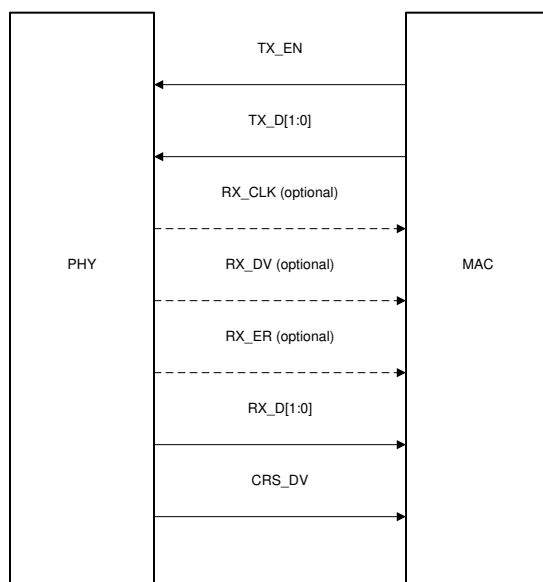 TX_EN
TX_D[1:0]
RX_CLK (optional)
PHY
RX_DV (optional)
MAC
RX_ER (optional)
RX_D[1:0]
CRS_DV